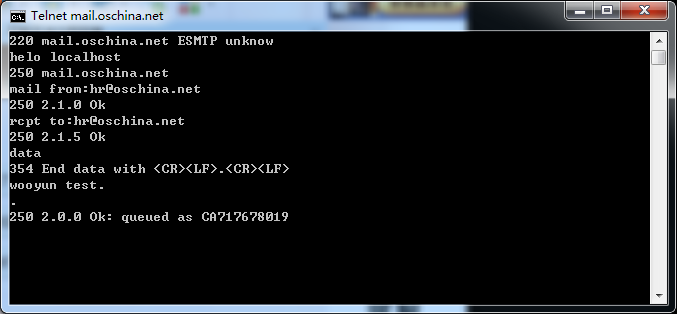 Telnet mail.oschina.net
220 mail.oschina.net ESMTP unknow
helo localhost
250 mail.oschina.net
mail from:hr@oschina.net
250 2.1.0 Ok
rcpt to:hr@oschina.net
250 2.1.5 Ok
data
354 End data with <CR><LF>.<CR><LF>
wooyun test.
.
250 2.0.0 Ok: queued as CA717678019